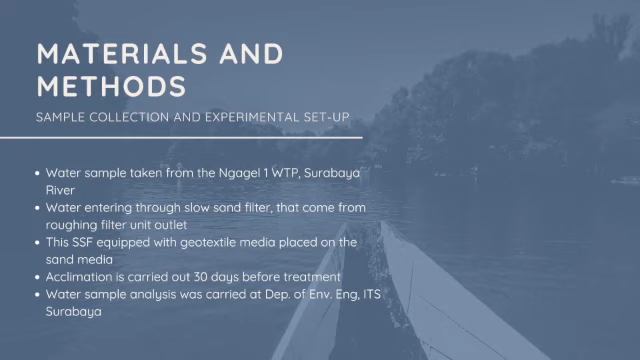 MATERIALS AND
METHODS
SAMPLE COLLECTION AND EXPERIMENTAL SET-UP
• Water sample taken from the Ngagel 1 WTP, Surabaya
River
• Water entering through slow sand filter, that come from
roughing filter unit outlet
• This SSF equipped with geotextile media placed on the
sand media
• Acclimation is carried out 30 days before treatment
• Water sample analysis was carried at Dep. of Env. Eng, ITS
Surabaya